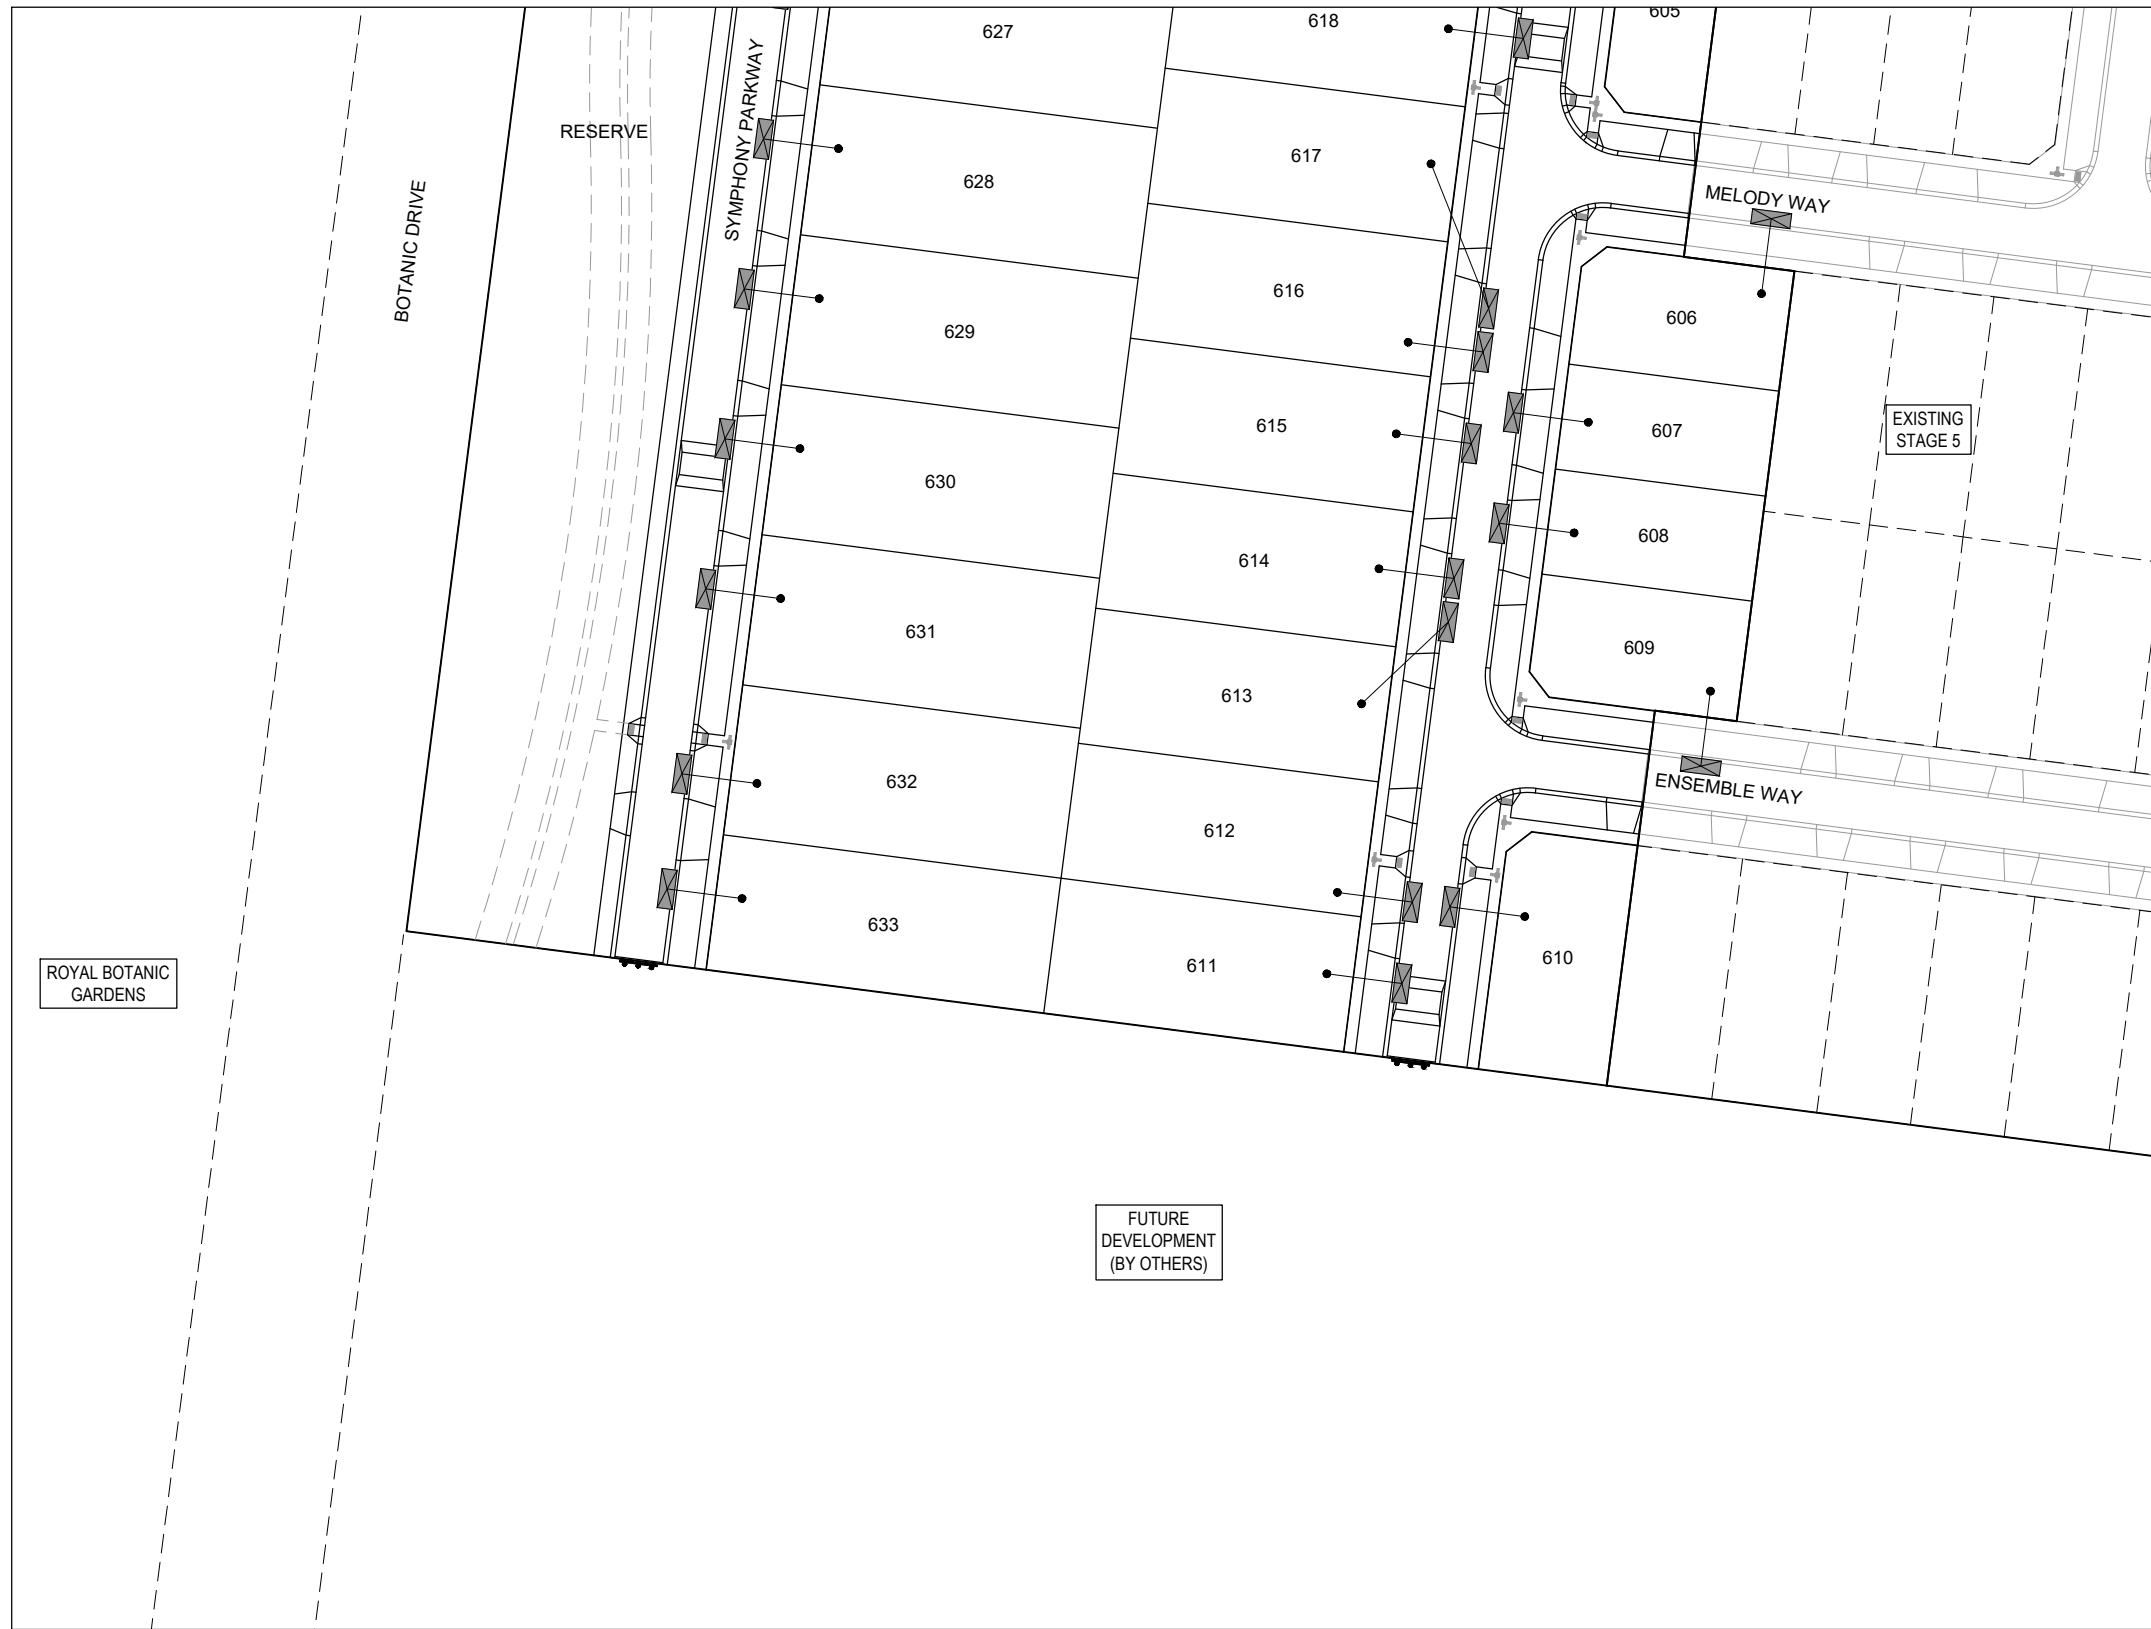 605
618
627
SYMPHONY PARKWAY
RESERVE
617
628
MELODY WAY
BOTANIC DRIVE
616
606
629
615
607
EXISTING
STAGE 5
630
614
608
631
613
609
632
612
ENSEMBLE WAY
633
611
610
ROYAL BOTANIC
GARDENS
FUTURE
DEVELOPMENT
(BY OTHERS)